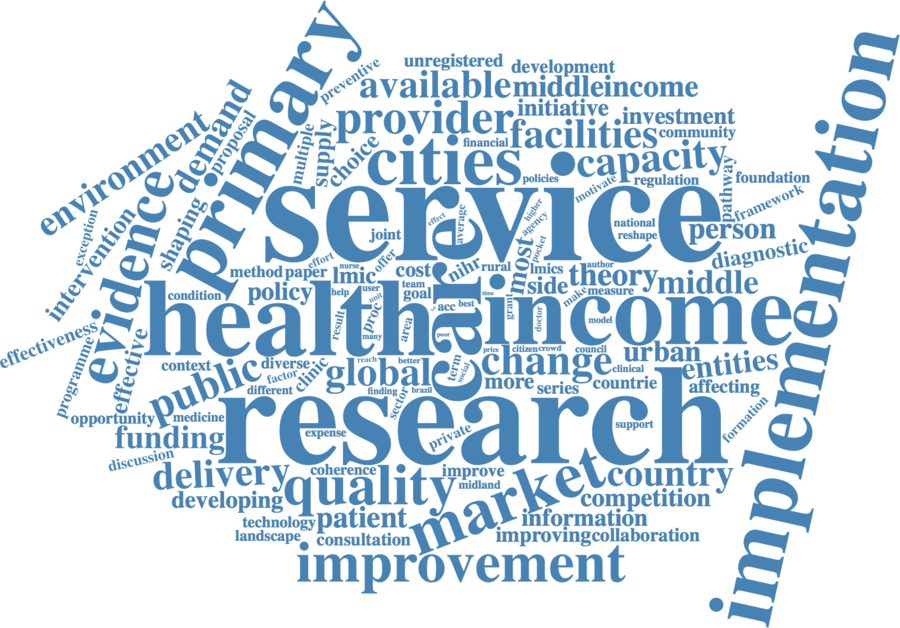 unregistered
development
primary
preventive
available
middleincome
provider
initiative
investment
environment
demand
proposal
multiple
supply
choice
financial
facilities
community
cities
capacity
implementation
evidence
shaping
intervention
exception
service
policies
motivate
regulation
pathway
foundation
framework
effect
average
higher
agency
pocket
national
reshape
person
joint
care
most
diagnostic
method
paper
effort
nurse
lmic
offer
cost
nihr
rural
lmics
author
side
theory
middle
condition
policy
health
help
user
unit
proc
team
goal
result
many
area
acc
best
time
poor
income
grant
doctor
make
measure
model
effectiveness
programme
effective
context
diverse
factor
different
clinic
public
global
reach
better
finding
brazil
sector
term
social
price
citizen
crowd
council
change
clinical
urban
entities
more
series
countrie
affecting
opportunity
medicine
research
expense
private
support
formation
funding
discussion
delivery
coherence
improve
midland
quality
market
country
developing
competition
technology
patient
information
landscape
consultation
improving
collaboration
improvement